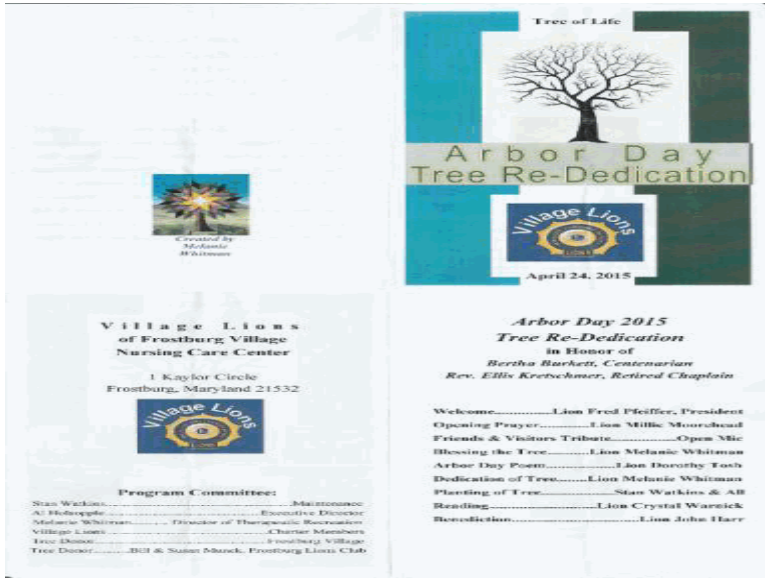 Tree of Life
Arbor Day
Tree Re-Dedication
Village Lions
April 24, 2015
Created by
Melanie
Whitman
Village Lions
of Frostburg Village
Nursing Care Center
1 Kaylor Circle
Frostburg, Maryland 21532
Village Lions
Program Committee:
Stan Watkins Maintenance
Al Holsopple Executive Director
Melanie Whitman Director of Therapeutic Recreation
Village Lions Charter Members
Tree Donor Frostburg Village
Tree Donor Bill & Susan Munck, Frostburg Lions Club
Arbor Day 2015
Tree Re-Dedication
in Honor of
Bertha Burkett, Centenarian
Rev. Ellis Kretschmer, Retired Chaplain
Welcome Lion Fred Pfeiffer, President
Opening Prayer Lion Millie Moorehead
Friends & Visitors Tribute Open Mic
Blessing the Tree Lion Melanie Whitman
Arbor Day Poem Lion Dorothy Tosh
Dedication of Tree Lion Melanie Whitman
Planting of Tree Stan Watkins & All
Reading Lion Crystal Warnick
Benediction Lion John Harr